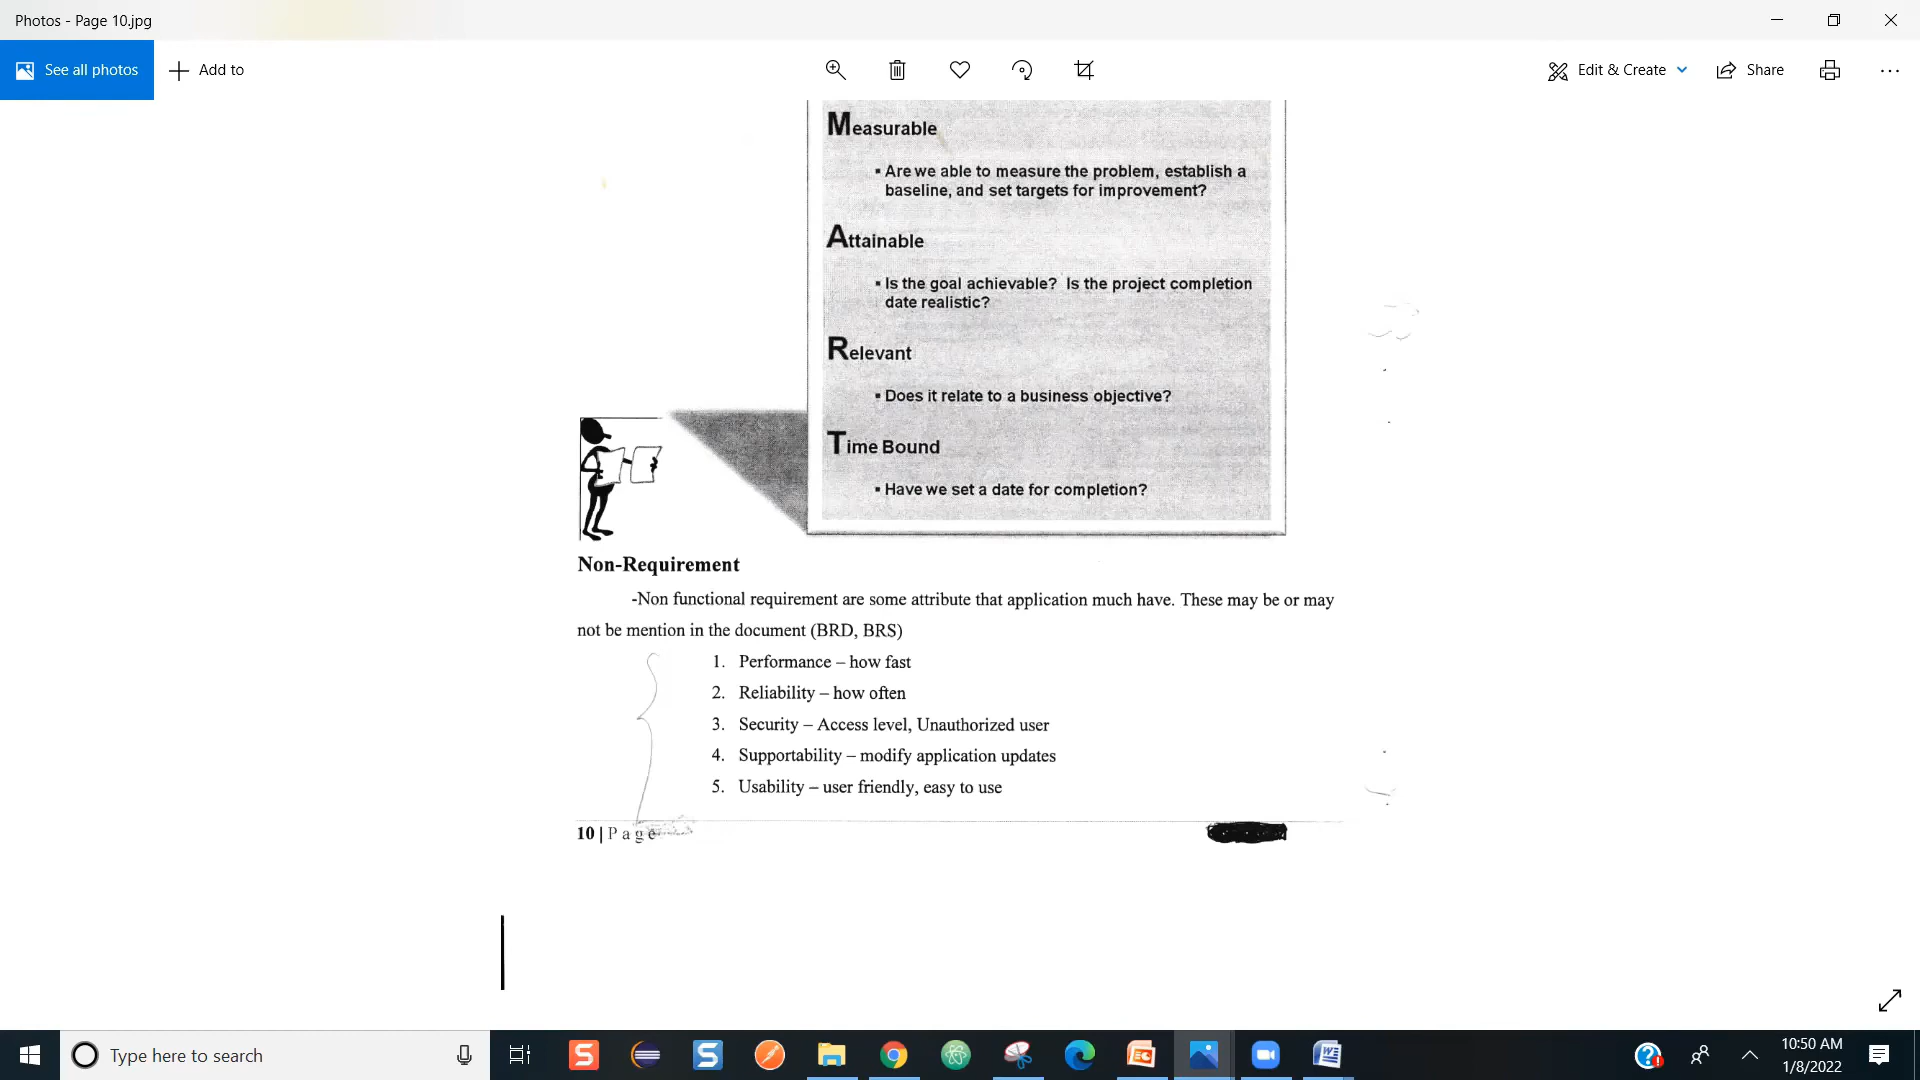 Photos - Page 10.jpg
See all photos
Add to
Edit & Create
Share
Measurable
▪ Are we able to measure the problem, establish a
baseline, and set targets for improvement?
Attainable
▪ Is the goal achievable? Is the project completion
date realistic?
Relevant
▪ Does it relate to a business objective?
Time Bound
▪ Have we set a date for completion?
Non-Requirement
-Non functional requirement are some attribute that application much have. These may be or may
not be mention in the document (BRD, BRS)
1. Performance – how fast
2. Reliability – how often
3. Security – Access level, Unauthorized user
4. Supportability – modify application updates
5. Usability – user friendly, easy to use
10 | Page
Type here to search
10:50 AM
1/8/2022